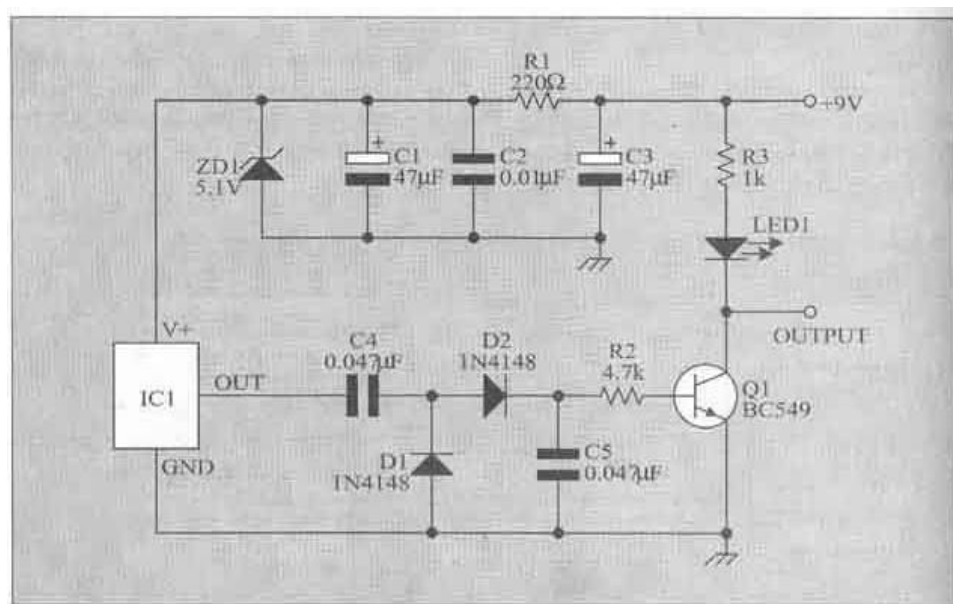 R1
220Ω
+9V
ZD1
5.1V
+
C1
47µF
C2
0.01µF
+
C3
47µF
R3
1k
LED1
V+
IC1
OUT
GND
C4
0.047µF
D2
1N4148
R2
4.7k
OUTPUT
Q1
BC549
D1
1N4148
C5
0.047µF